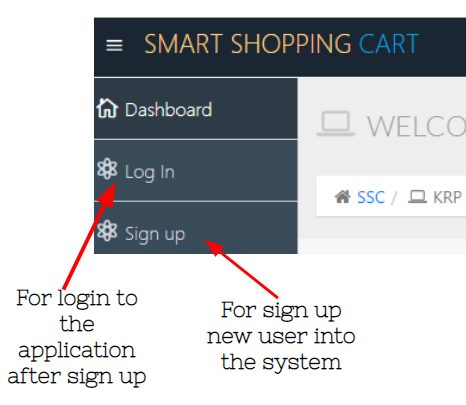 SMART SHOPPING CART
Dashboard
WELCO
Log In
SSC / KRP
Sign up
For login to
the
application
after sign up
For sign up
new user into
the system